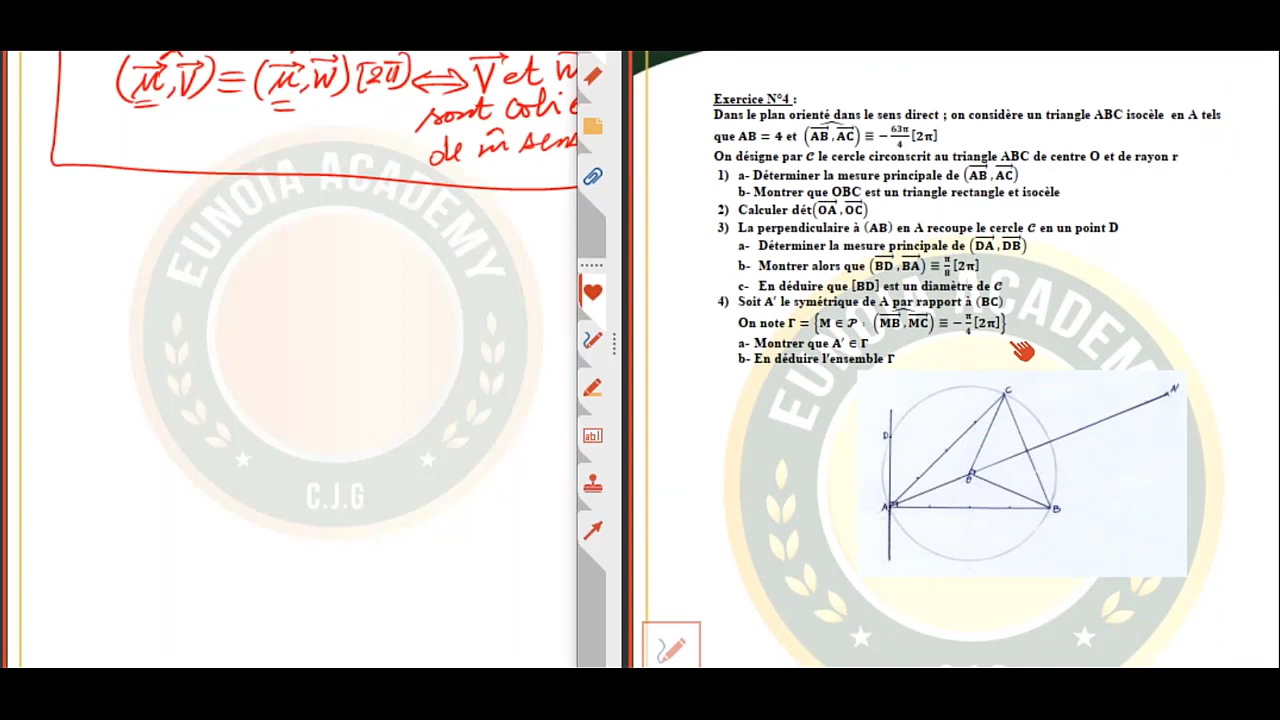 (u⃗,V⃗) ≡ (u⃗,w⃗) [2π] ⟺ V⃗ et w⃗
sont
de m̂ sens
EUNOIA ACADEMY
C.J.G
abl
Exercice N°4 :
Dans le plan orienté dans le sens direct ; on considère un triangle ABC isocèle en A tels
que AB = 4 et (AB⃗ , AC⃗) ≡ −63π/4 [2π]
On désigne par 𝒞 le cercle circonscrit au triangle ABC de centre O et de rayon r
1) a- Déterminer la mesure principale de (AB⃗ , AC⃗)
b- Montrer que OBC est un triangle rectangle et isocèle
2) Calculer dét(OA⃗ , OC⃗)
3) La perpendiculaire à (AB) en A recoupe le cercle 𝒞 en un point D
a- Déterminer la mesure principale de (DA⃗ , DB⃗)
b- Montrer alors que (BD⃗ , BA⃗) ≡ π/8 [2π]
c- En déduire que [BD] est un diamètre de 𝒞
4) Soit A' le symétrique de A par rapport à (BC)
On note Γ = {M ∈ 𝒫 : (MB⃗ , MC⃗) ≡ −π/4 [2π]}
a- Montrer que A' ∈ Γ
b- En déduire l'ensemble Γ
C
A'
D
O
A
B
EUNOIA ACADEMY